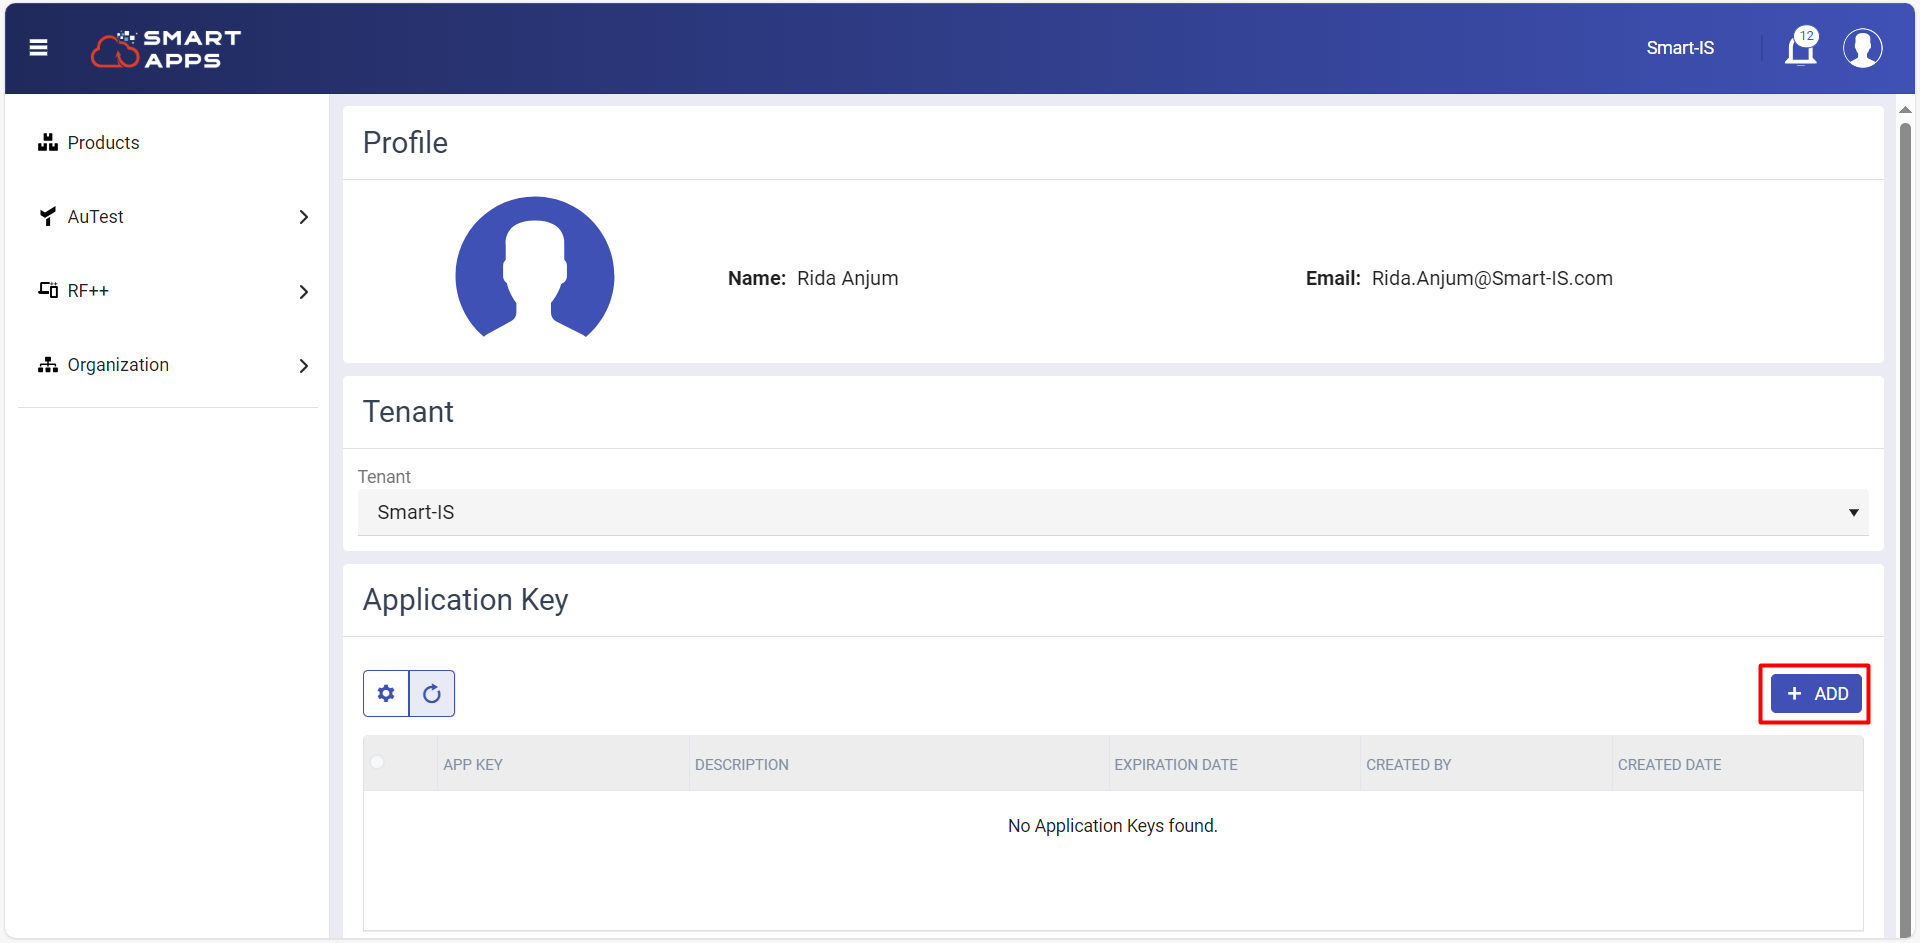 SMART
APPS
Smart-IS
12
Products
AuTest
RF++
Organization
Profile
Name: Rida Anjum
Email: Rida.Anjum@Smart-IS.com
Tenant
Tenant
Smart-IS
Application Key
+ ADD
APP KEY DESCRIPTION EXPIRATION DATE CREATED BY CREATED DATE
No Application Keys found.